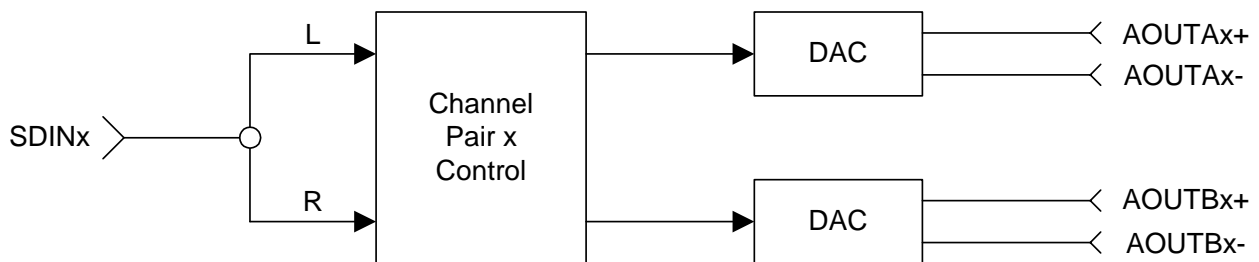 L
SDINx
R
Channel
Pair x
Control
DAC
AOUTAx+
AOUTAx-
DAC
AOUTBx+
AOUTBx-